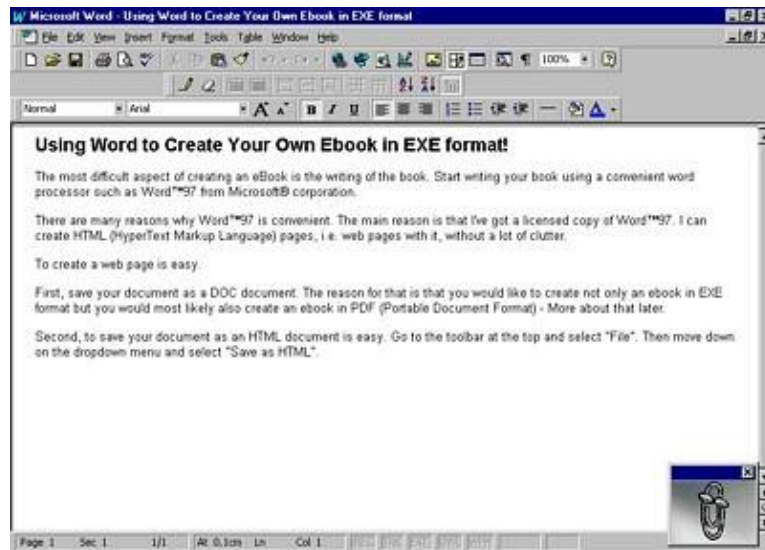 Microsoft Word - Using Word to Create Your Own Ebook in EXE format
File Edit View Insert Format Tools Table Window Help
100%
Normal Arial B I U A
Using Word to Create Your Own Ebook in EXE format!
The most difficult aspect of creating an eBook is the writing of the book. Start writing your book using a convenient word
processor such as Word™97 from Microsoft® corporation.
There are many reasons why Word™97 is convenient. The main reason is that I've got a licensed copy of Word™97. I can
create HTML (HyperText Markup Language) pages, i.e. web pages with it, without a lot of clutter.
To create a web page is easy.
First, save your document as a DOC document. The reason for that is that you would like to create not only an ebook in EXE
format but you would most likely also create an ebook in PDF (Portable Document Format) - More about that later.
Second, to save your document as an HTML document is easy. Go to the toolbar at the top and select "File". Then move down
on the dropdown menu and select "Save as HTML".
Page 1 Sec 1 1/1 At 0.1cm Ln Col 1